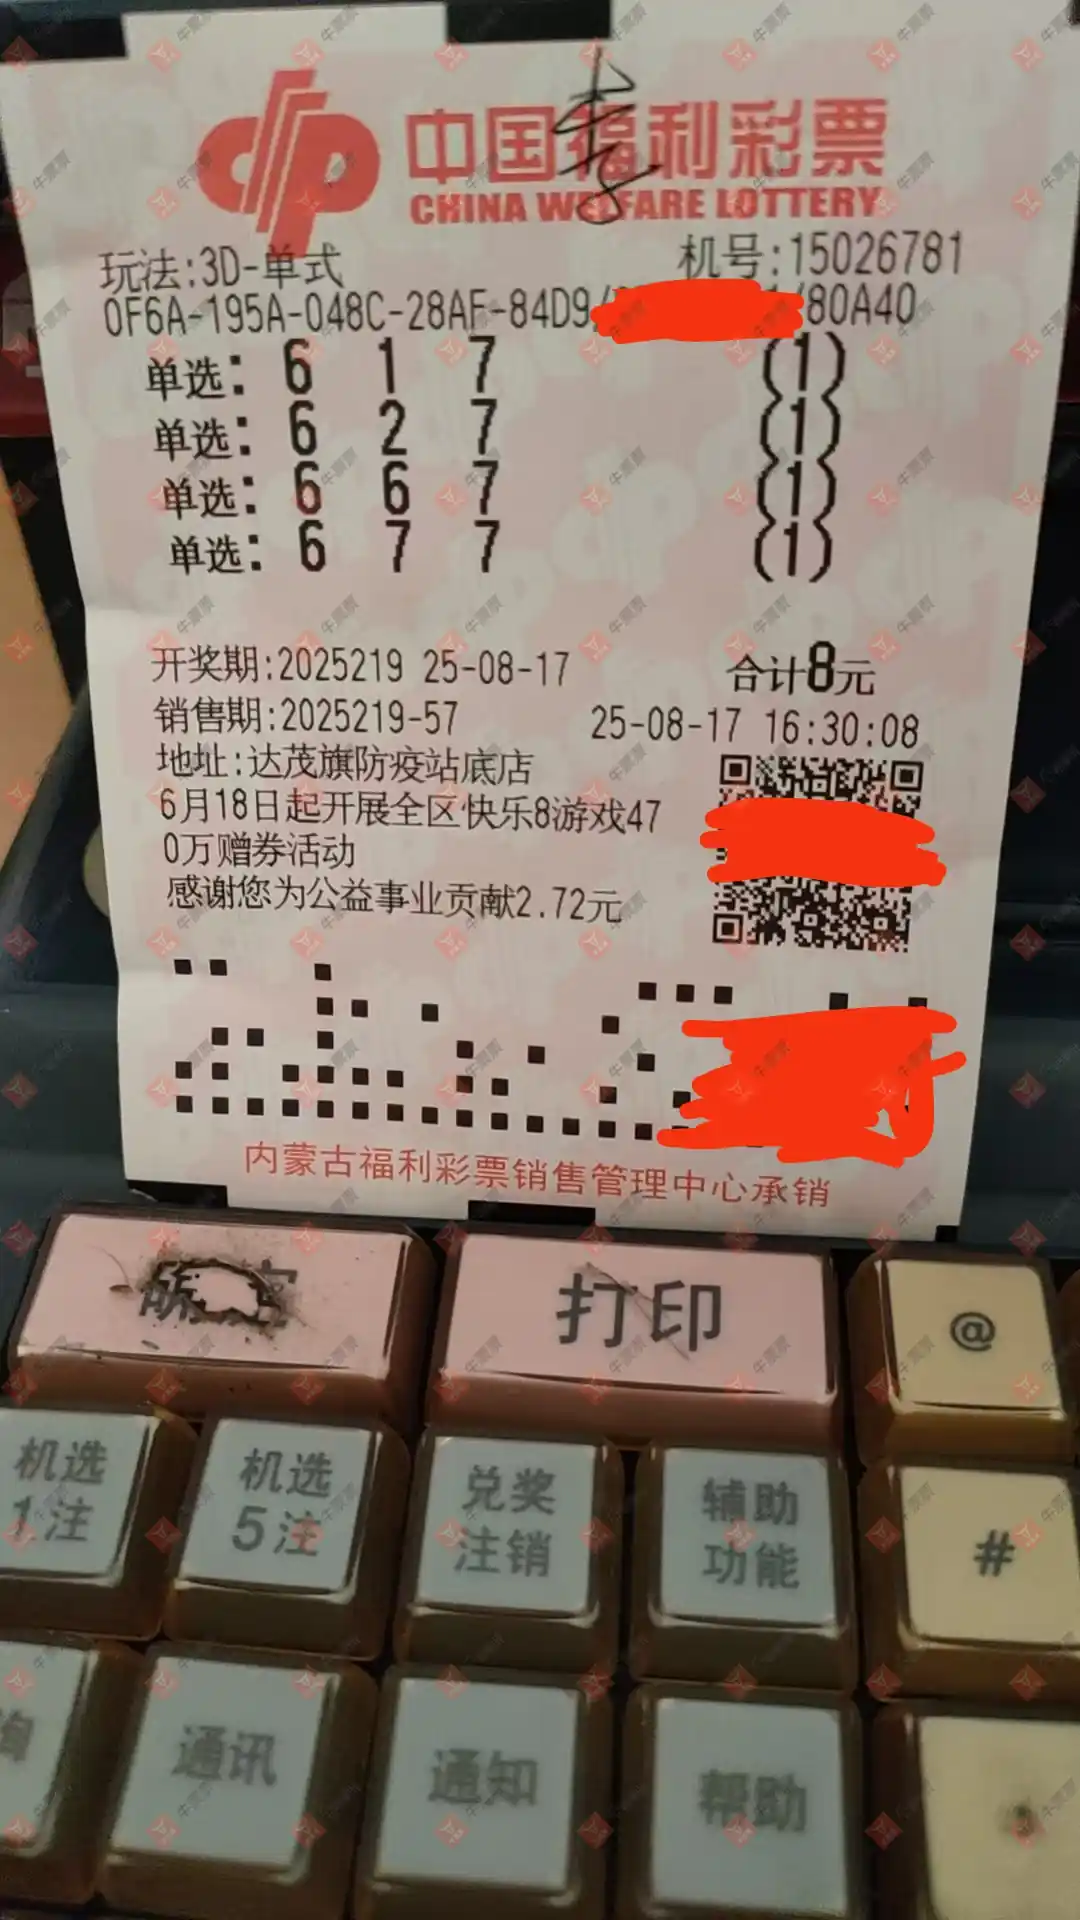 中国福利彩票
CHINA WELFARE LOTTERY
玩法:3D-单式 机号:15026781
0F6A-195A-048C-28AF-84D9/ /80A40
单选: 6 1 7 (1)
单选: 6 2 7 (1)
单选: 6 6 7 (1)
单选: 6 7 7 (1)
开奖期:2025219 25-08-17 合计8元
销售期:2025219-57 25-08-17 16:30:08
地址:达茂旗防疫站底店
6月18日起开展全区快乐8游戏47
0万赠券活动
感谢您为公益事业贡献2.72元
内蒙古福利彩票销售管理中心承销
打印
@
机选
1注
机选
5注
兑奖
注销
辅助
功能
#
询
通讯
通知
帮助
牛票票